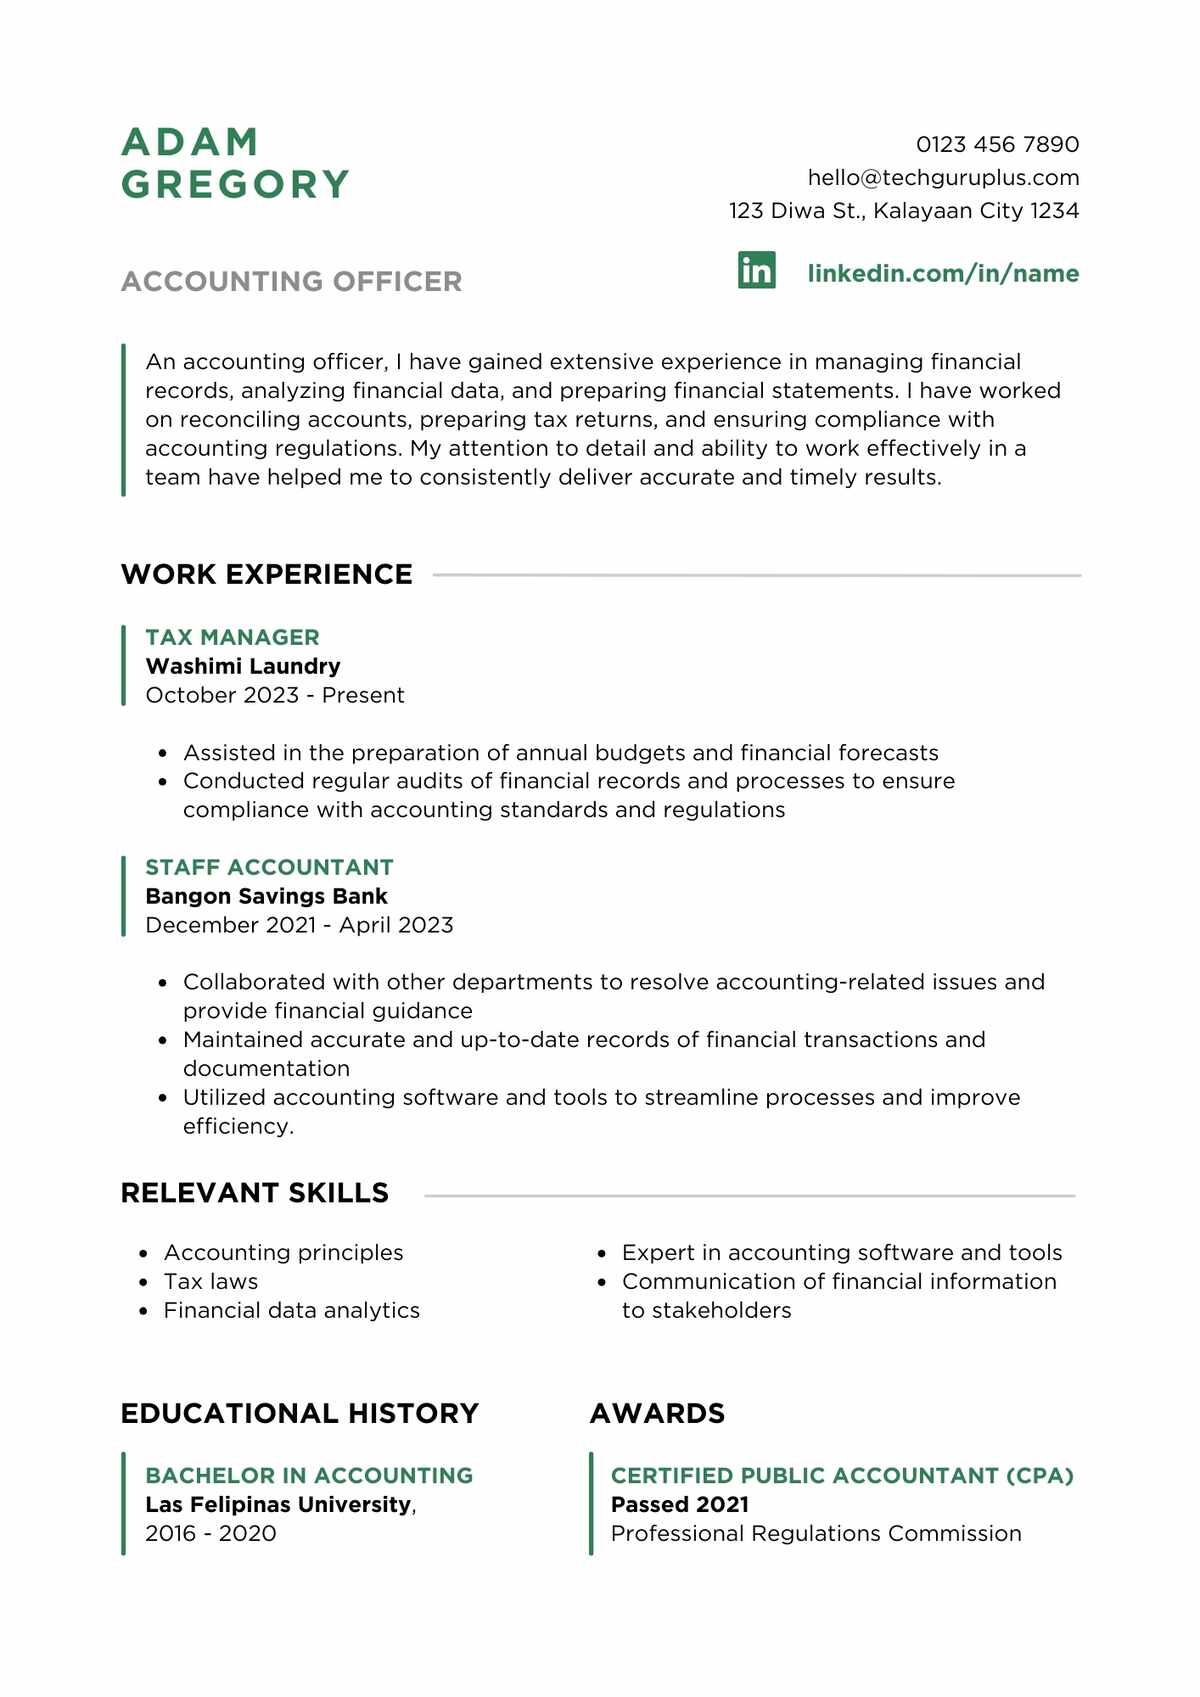 ADAM
GREGORY
0123 456 7890
hello@techguruplus.com
123 Diwa St., Kalayaan City 1234
ACCOUNTING OFFICER
in linkedin.com/in/name
An accounting officer, I have gained extensive experience in managing financial
records, analyzing financial data, and preparing financial statements. I have worked
on reconciling accounts, preparing tax returns, and ensuring compliance with
accounting regulations. My attention to detail and ability to work effectively in a
team have helped me to consistently deliver accurate and timely results.
WORK EXPERIENCE
TAX MANAGER
Washimi Laundry
October 2023 - Present
• Assisted in the preparation of annual budgets and financial forecasts
• Conducted regular audits of financial records and processes to ensure
compliance with accounting standards and regulations
STAFF ACCOUNTANT
Bangon Savings Bank
December 2021 - April 2023
• Collaborated with other departments to resolve accounting-related issues and
provide financial guidance
• Maintained accurate and up-to-date records of financial transactions and
documentation
• Utilized accounting software and tools to streamline processes and improve
efficiency.
RELEVANT SKILLS
• Accounting principles
• Tax laws
• Financial data analytics
• Expert in accounting software and tools
• Communication of financial information
to stakeholders
EDUCATIONAL HISTORY
BACHELOR IN ACCOUNTING
Las Felipinas University,
2016 - 2020
AWARDS
CERTIFIED PUBLIC ACCOUNTANT (CPA)
Passed 2021
Professional Regulations Commission